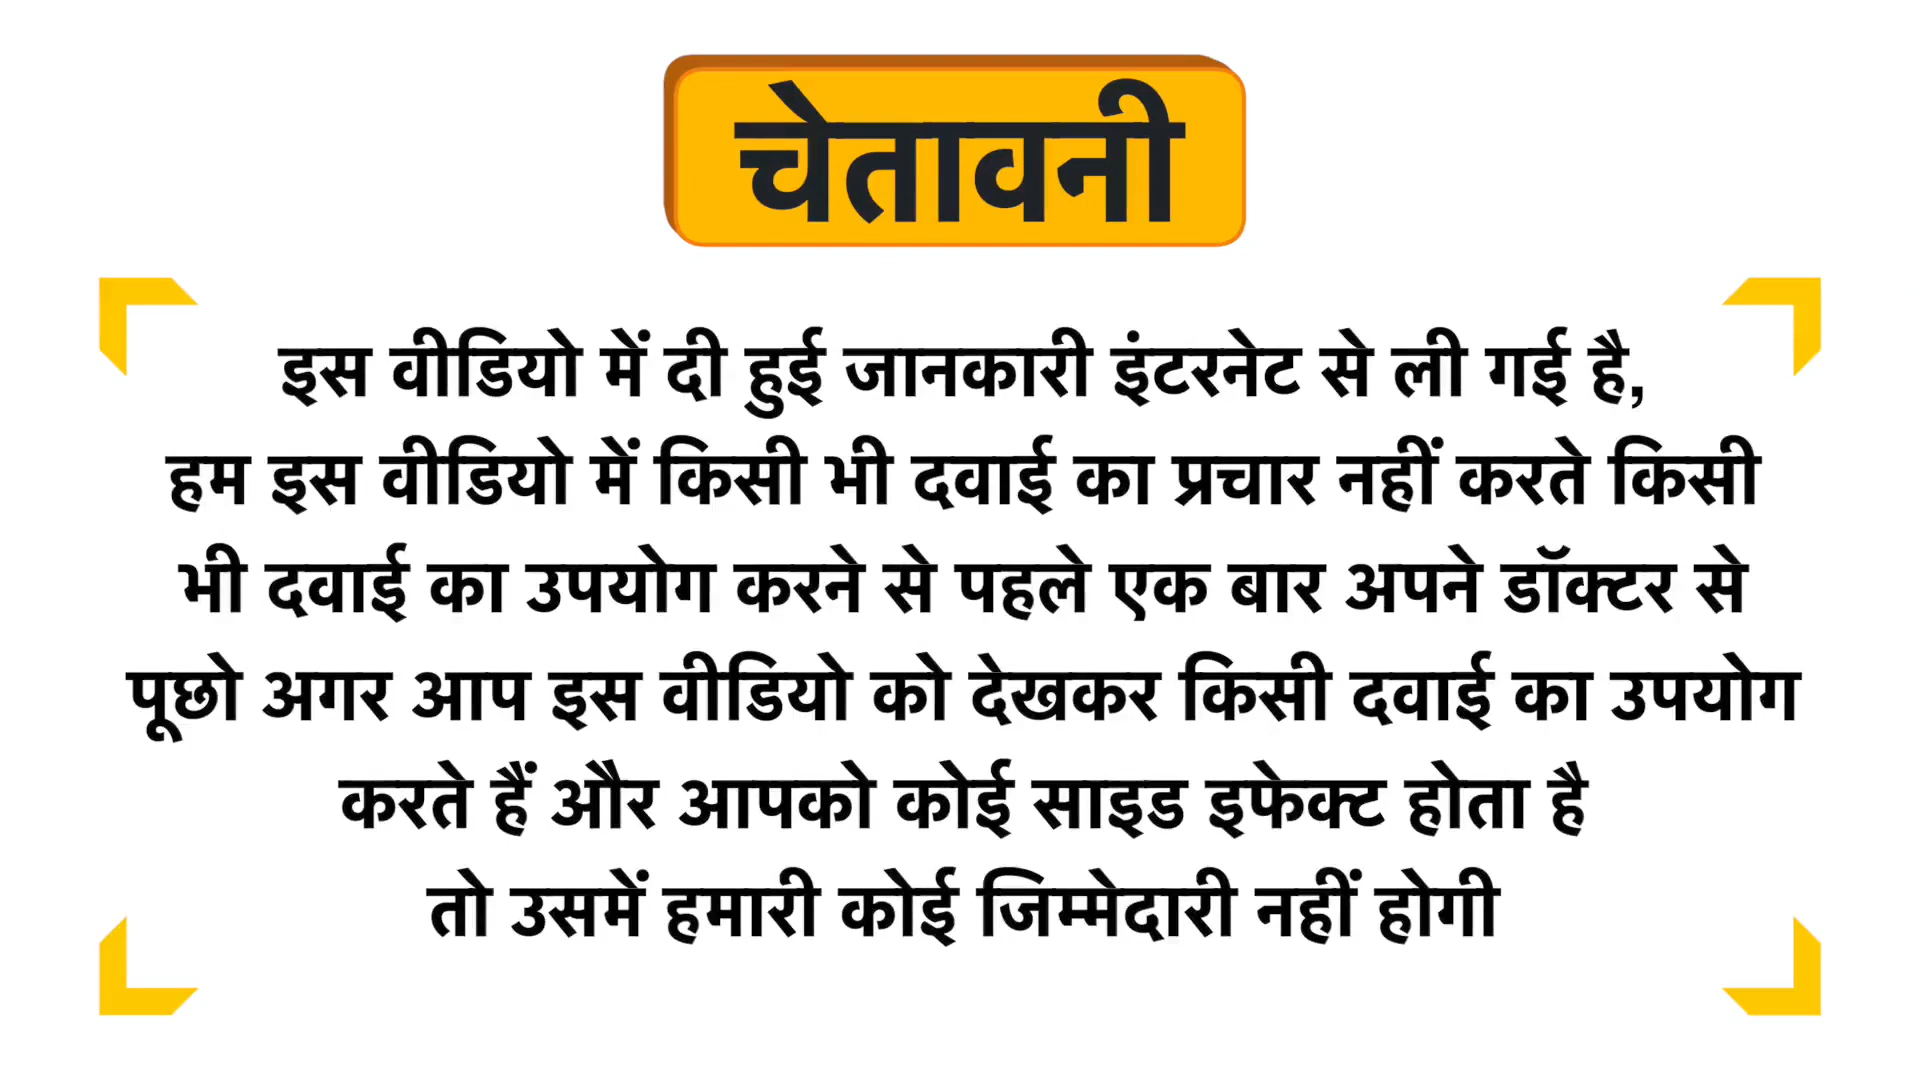 चेतावनी
इस वीडियो में दी हुई जानकारी इंटरनेट से ली गई है,
हम इस वीडियो में किसी भी दवाई का प्रचार नहीं करते किसी
भी दवाई का उपयोग करने से पहले एक बार अपने डॉक्टर से
पूछो अगर आप इस वीडियो को देखकर किसी दवाई का उपयोग
करते हैं और आपको कोई साइड इफेक्ट होता है
तो उसमें हमारी कोई जिम्मेदारी नहीं होगी